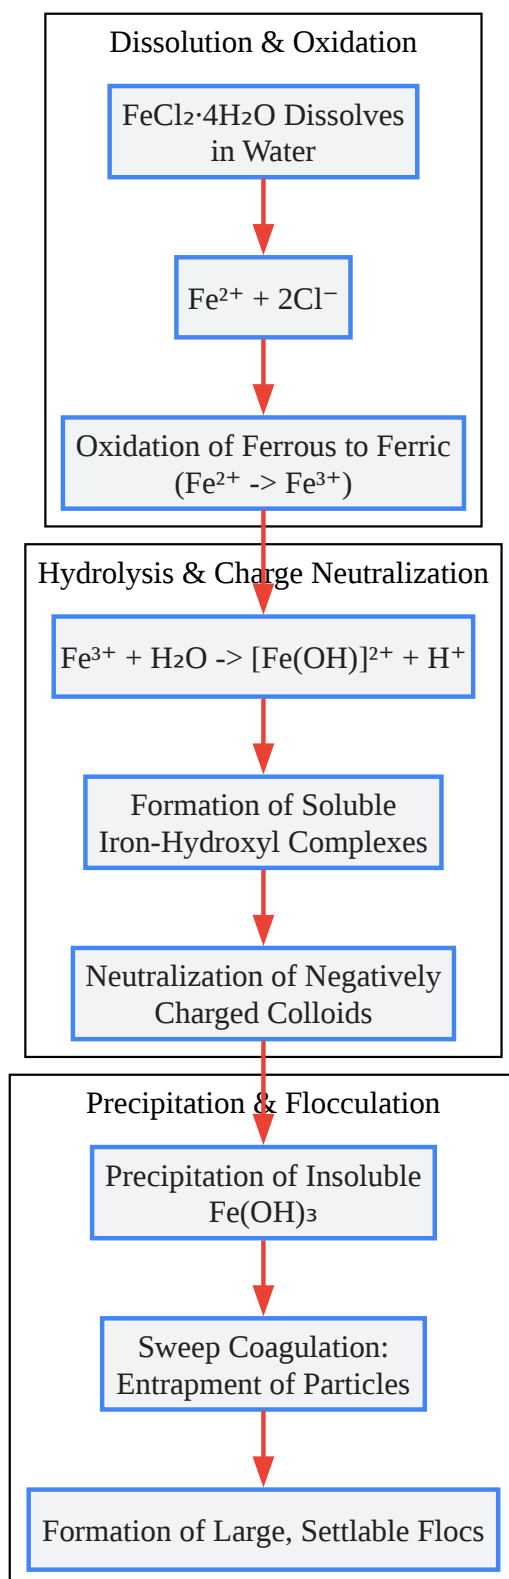 Dissolution & Oxidation
FeCl₂·4H₂O Dissolves
in Water
Fe²⁺ + 2Cl⁻
Oxidation of Ferrous to Ferric
(Fe²⁺ -> Fe³⁺)
Hydrolysis & Charge Neutralization
Fe³⁺ + H₂O -> [Fe(OH)]²⁺ + H⁺
Formation of Soluble
Iron-Hydroxyl Complexes
Neutralization of Negatively
Charged Colloids
Precipitation & Flocculation
Precipitation of Insoluble
Fe(OH)₃
Sweep Coagulation:
Entrapment of Particles
Formation of Large, Settlable Flocs